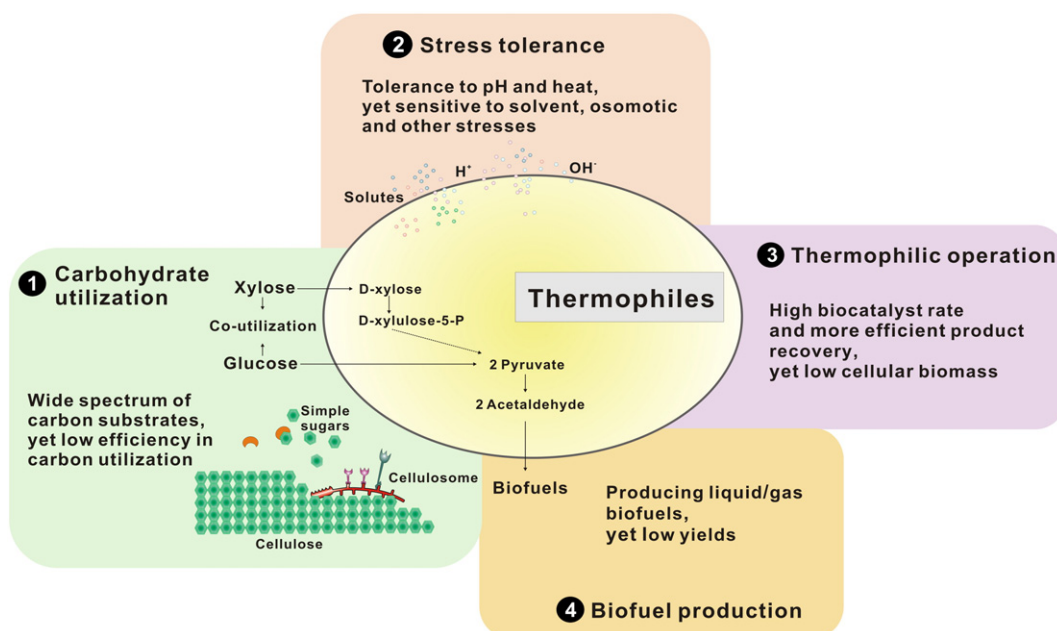 2 Stress tolerance
Tolerance to pH and heat,
yet sensitive to solvent, osomotic
and other stresses
H⁺
OH⁻
Solutes
1 Carbohydrate
utilization
Xylose
Co-utilization
Glucose
Wide spectrum of
carbon substrates,
yet low efficiency in
carbon utilization
Simple
sugars
Cellulosome
Cellulose
D-xylose
D-xylulose-5-P
2 Pyruvate
2 Acetaldehyde
Thermophiles
3 Thermophilic operation
High biocatalyst rate
and more efficient product
recovery,
yet low cellular biomass
Biofuels
Producing liquid/gas
biofuels,
yet low yields
4 Biofuel production